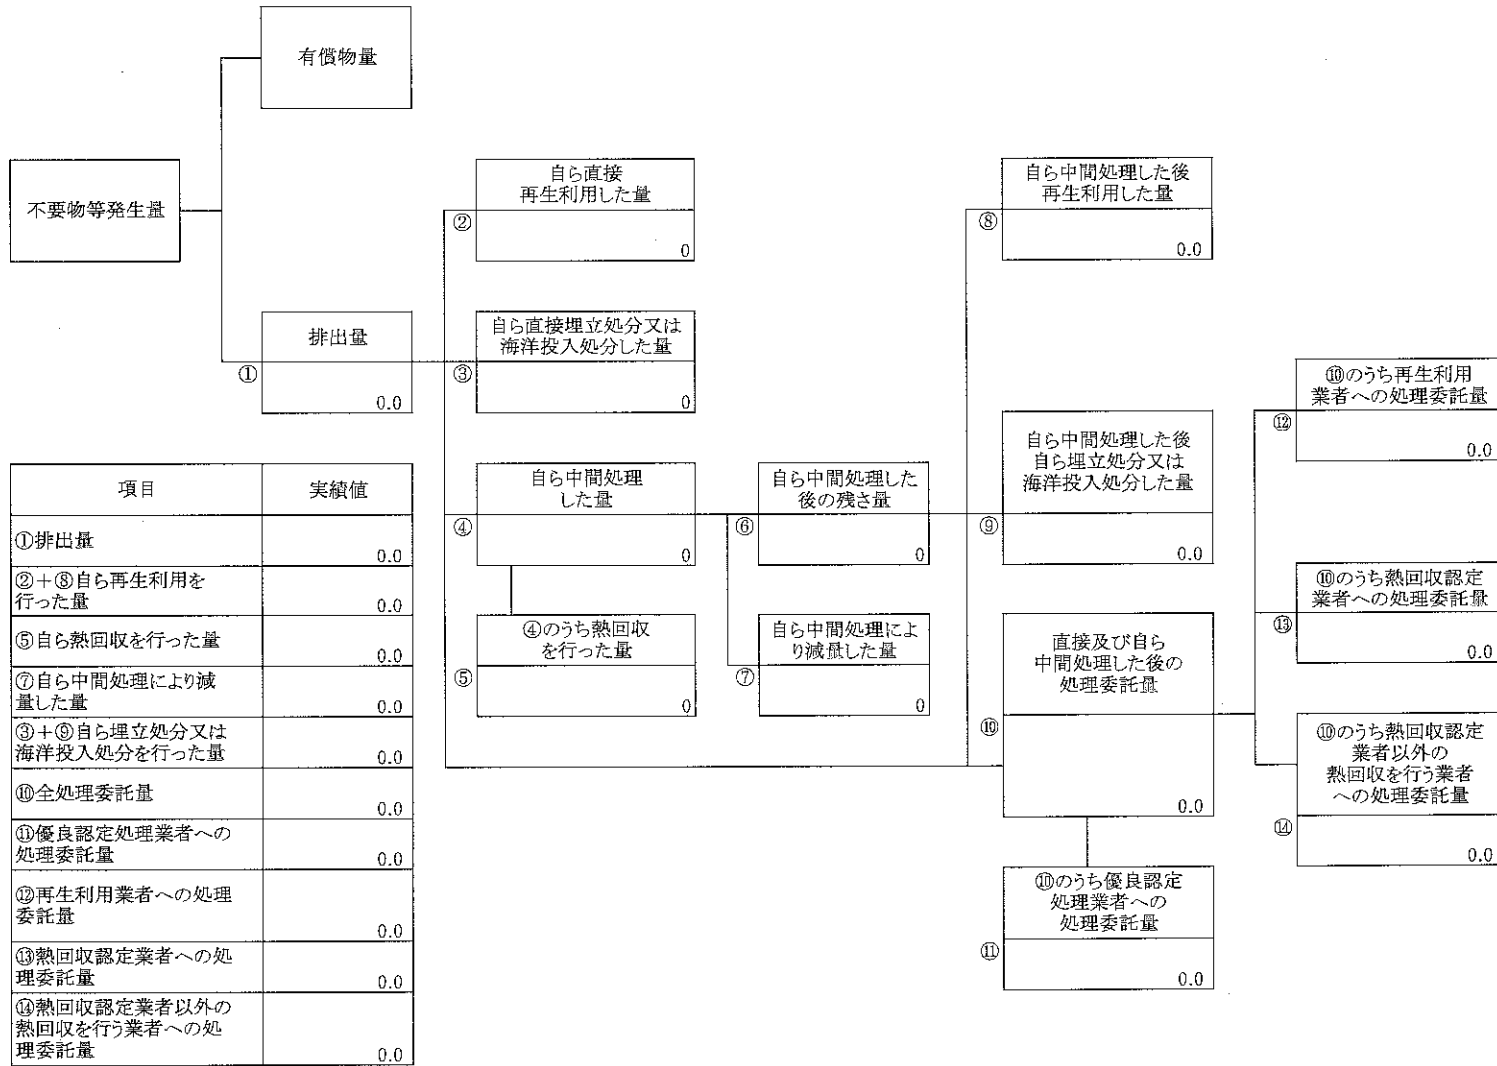 有償物量
不要物等発生量
排出量
①
0.0
自ら直接
再生利用した量
②
0
自ら直接埋立処分又は
海洋投入処分した量
③
0
自ら中間処理
した量
④
0
④のうち熱回収
を行った量
⑤
0
自ら中間処理した
後の残さ量
⑥
0
自ら中間処理によ
り減量した量
⑦
0
自ら中間処理した後
再生利用した量
⑧
0.0
自ら中間処理した後
自ら埋立処分又は
海洋投入処分した量
⑨
0.0
直接及び自ら
中間処理した後の
処理委託量
⑩
0.0
⑩のうち優良認定
処理業者への
処理委託量
⑪
0.0
⑩のうち再生利用
業者への処理委託量
⑫
0.0
⑩のうち熱回収認定
業者への処理委託量
⑬
0.0
⑩のうち熱回収認定
業者以外の
熱回収を行う業者
への処理委託量
⑭
0.0
項目 実績値
①排出量
0.0
②+⑧自ら再生利用を
行った量 0.0
⑤自ら熱回収を行った量
0.0
⑦自ら中間処理により減
量した量 0.0
③+⑨自ら埋立処分又は
海洋投入処分を行った量 0.0
⑩全処理委託量
0.0
⑪優良認定処理業者への
処理委託量 0.0
⑫再生利用業者への処理
委託量
0.0
⑬熱回収認定業者への処
理委託量 0.0
⑭熱回収認定業者以外の
熱回収を行う業者への処
理委託量 0.0